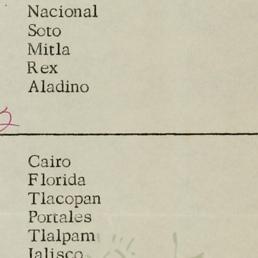 Nacional
Soto
Mitla
Rex
Aladino
Cairo
Florida
Tlacopan
Portales
Tlalpam
Jalisco